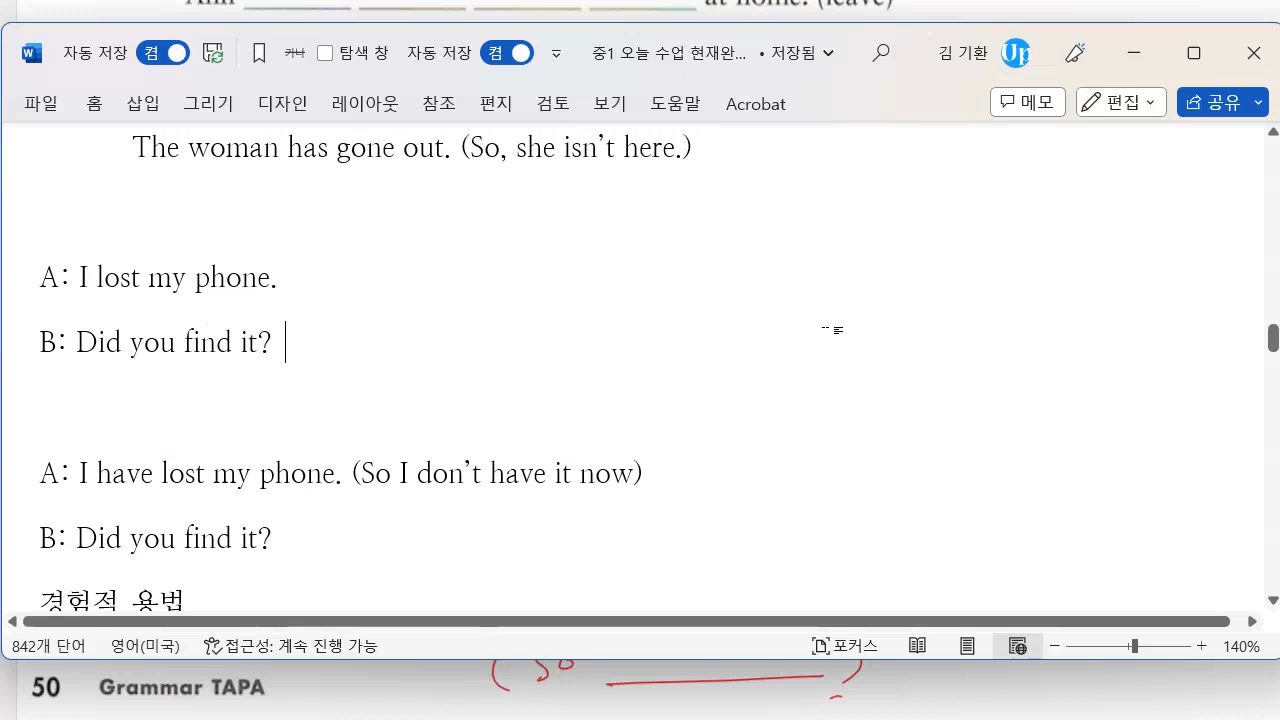 Ann at home. (leave)
자동 저장 켬 탐색 창 자동 저장 켬 중1 오늘 수업 현재완... • 저장됨 김 기환 Up
파일 홈 삽입 그리기 디자인 레이아웃 참조 편지 검토 보기 도움말 Acrobat 메모 편집 공유
The woman has gone out. (So, she isn't here.)
A: I lost my phone.
B: Did you find it?
A: I have lost my phone. (So I don't have it now)
B: Did you find it?
경험적 용법
842개 단어 영어(미국) 접근성: 계속 진행 가능 포커스 140%
(so )
50 Grammar TAPA